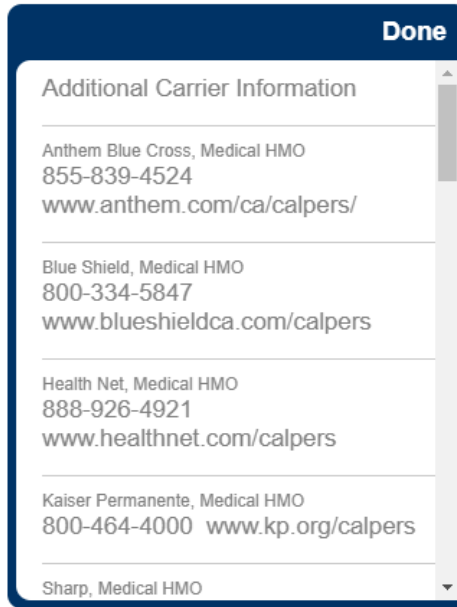 Done
Additional Carrier Information
Anthem Blue Cross, Medical HMO
855-839-4524
www.anthem.com/ca/calpers/
Blue Shield, Medical HMO
800-334-5847
www.blueshieldca.com/calpers
Health Net, Medical HMO
888-926-4921
www.healthnet.com/calpers
Kaiser Permanente, Medical HMO
800-464-4000 www.kp.org/calpers
Sharp, Medical HMO